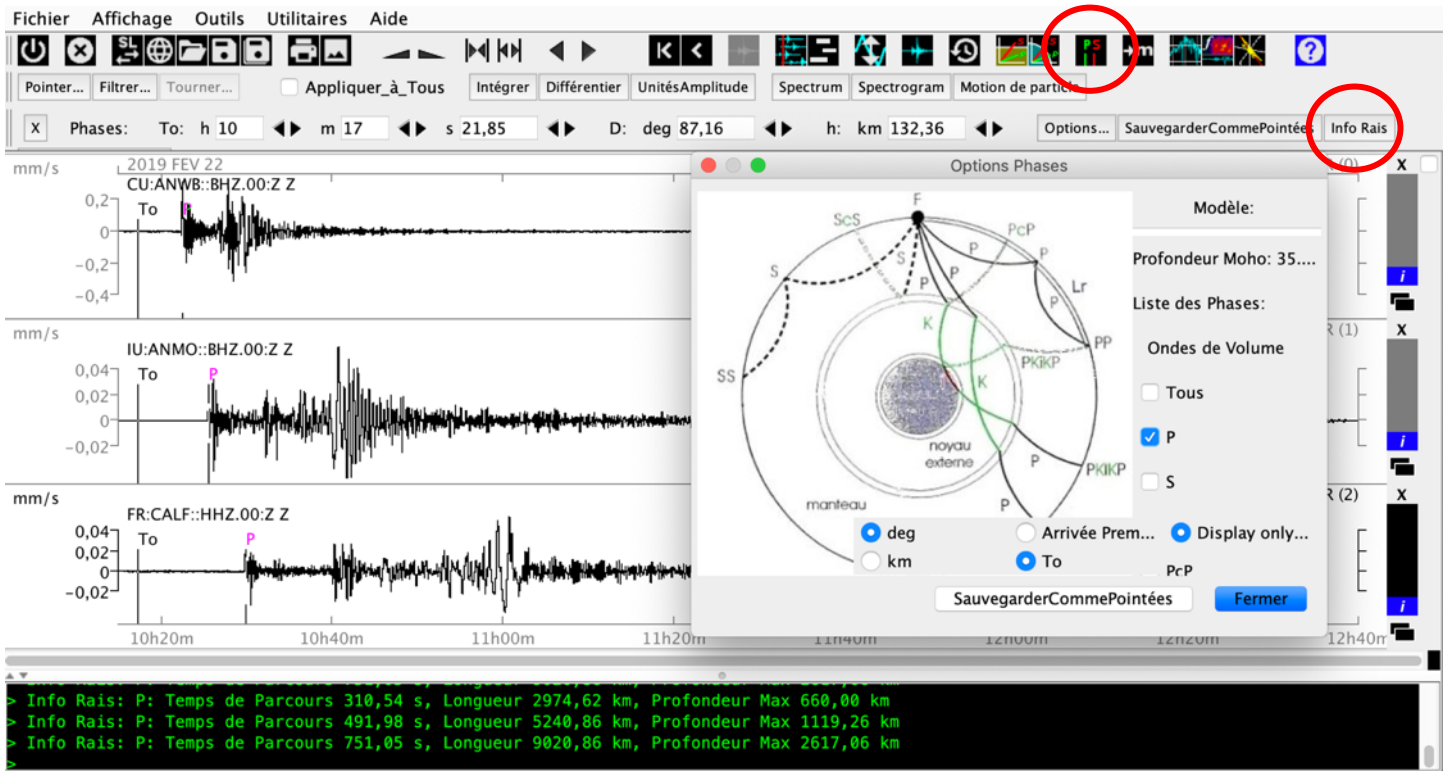 Fichier Affichage Outils Utilitaires Aide
SL P S m ?
Pointer... Filtrer... Tourner... Appliquer_à_Tous Intégrer Différentier UnitésAmplitude Spectrum Spectrogram Motion de particle
X Phases: To: h 10 m 17 s 21,85 D: deg 87,16 h: km 132,36 Options... SauvegarderCommePointées Info Rais
mm/s 2019 FEV 22 (0) X
CU:ANWB::BHZ.00:Z Z
To P
0,2
0
-0,2
-0,4
i
mm/s R (1) X
IU:ANMO::BHZ.00:Z Z
To P
0,04
0,02
0
-0,02
i
mm/s R (2) X
FR:CALF::HHZ.00:Z Z
To P
0,04
0,02
0
-0,02
i
10h20m 10h40m 11h00m 11h20m 11h40m 12h00m 12h20m 12h40m
Options Phases
F
ScS PcP
S S P P P
P Lr
P
K PP
PKiKP
SS K
noyau
externe
P PKIKP
manteau P
Modèle:
Profondeur Moho: 35....
Liste des Phases:
Ondes de Volume
Tous
P
S
deg Arrivée Prem... Display only...
km To PcP
SauvegarderCommePointées Fermer
> Info Rais: P: Temps de Parcours 310,54 s, Longueur 2974,62 km, Profondeur Max 660,00 km
> Info Rais: P: Temps de Parcours 491,98 s, Longueur 5240,86 km, Profondeur Max 1119,26 km
> Info Rais: P: Temps de Parcours 751,05 s, Longueur 9020,86 km, Profondeur Max 2617,06 km
>